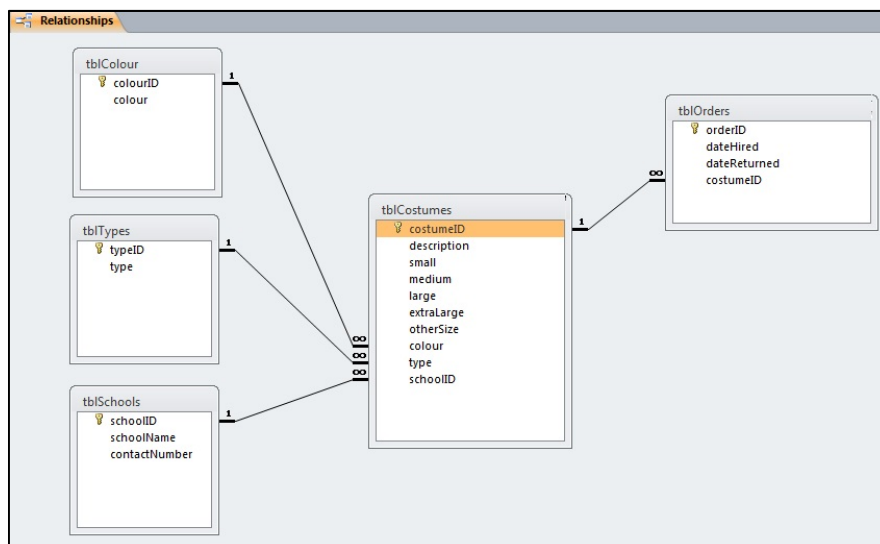 Relationships
tblColour
colourID
colour
1
tblTypes
typeID
type
1
tblSchools
schoolID
schoolName
contactNumber
1
tblCostumes
costumeID
description
small
medium
large
extraLarge
otherSize
colour
type
schoolID
∞
∞
∞
1
tblOrders
orderID
dateHired
dateReturned
costumeID
∞